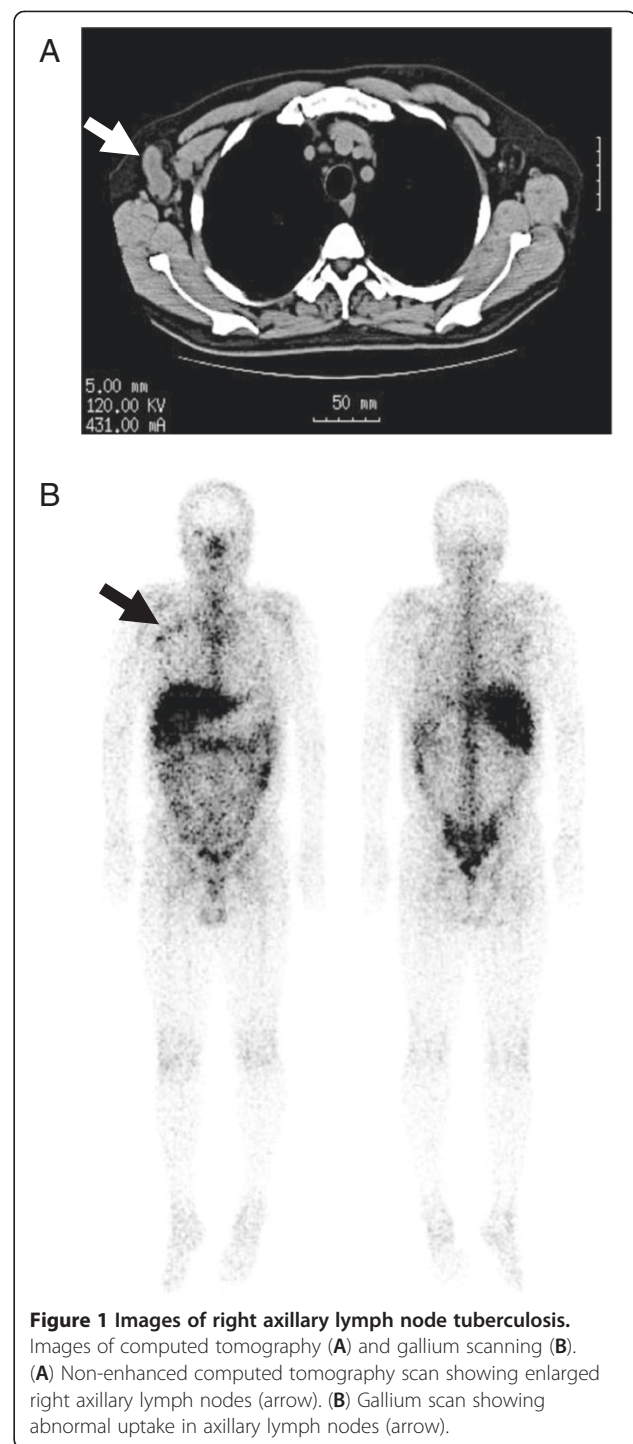 A
5.00 mm
120.00 KV
431.00 mA
50 mm
B
Figure 1 Images of right axillary lymph node tuberculosis.
Images of computed tomography (A) and gallium scanning (B).
(A) Non-enhanced computed tomography scan showing enlarged
right axillary lymph nodes (arrow). (B) Gallium scan showing
abnormal uptake in axillary lymph nodes (arrow).